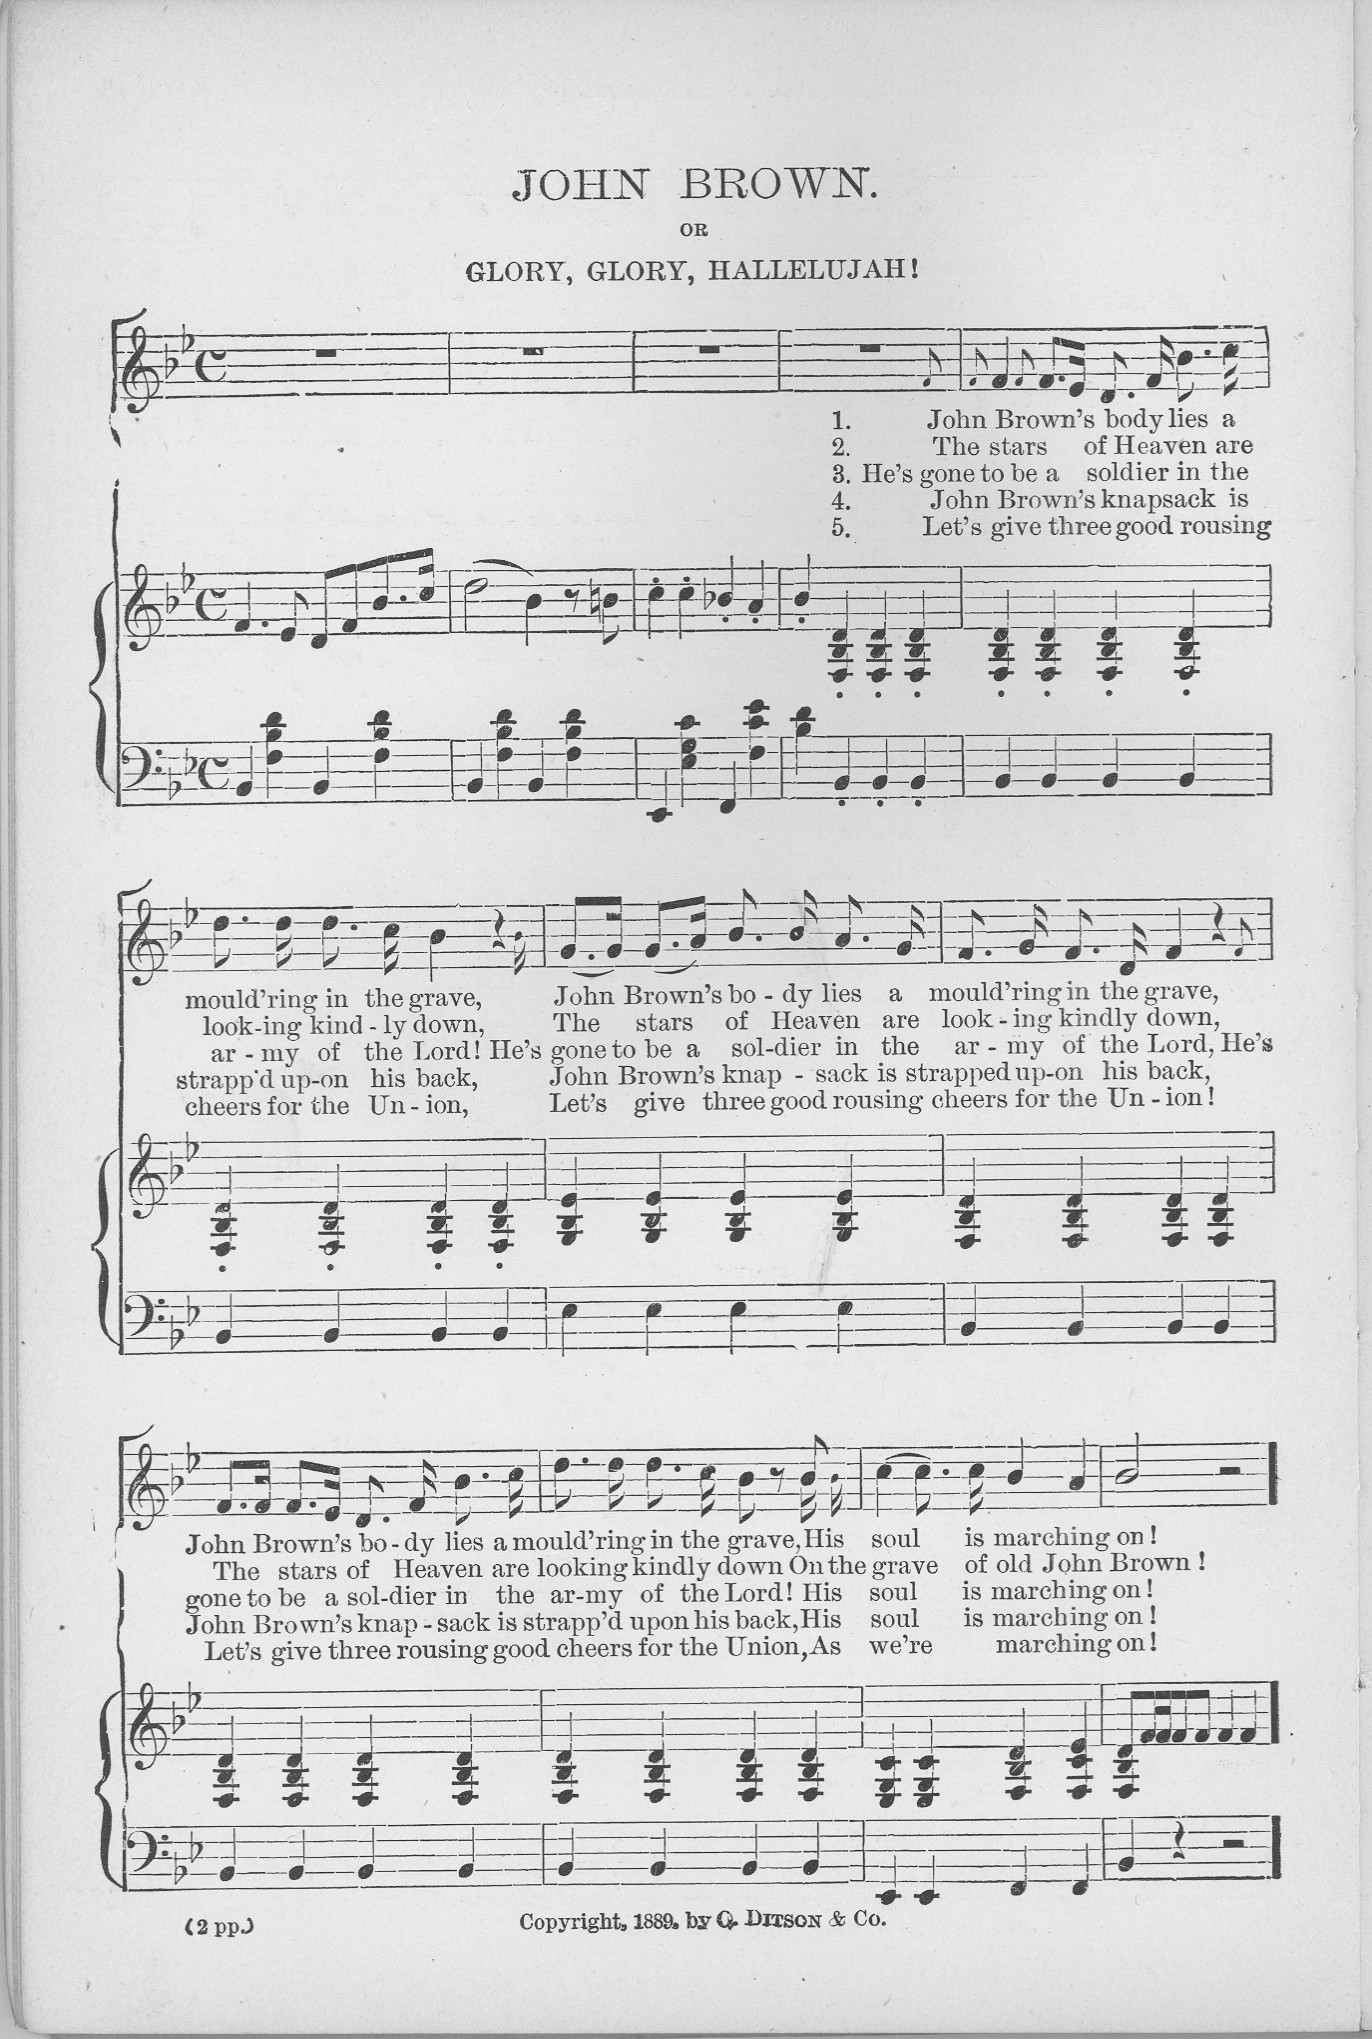 JOHN BROWN.
OR
GLORY, GLORY, HALLELUJAH!
1. John Brown's body lies a
2. The stars of Heaven are
3. He's gone to be a soldier in the
4. John Brown's knapsack is
5. Let's give three good rousing
mould'ring in the grave, John Brown's bo - dy lies a mould'ring in the grave,
look-ing kind - ly down, The stars of Heaven are look - ing kindly down,
ar - my of the Lord! He's gone to be a sol-dier in the ar - my of the Lord, He's
strapp'd up-on his back, John Brown's knap - sack is strapped up-on his back,
cheers for the Un - ion, Let's give three good rousing cheers for the Un - ion!
John Brown's bo - dy lies a mould'ring in the grave, His soul is marching on!
The stars of Heaven are looking kindly down On the grave of old John Brown!
gone to be a sol-dier in the ar-my of the Lord! His soul is marching on!
John Brown's knap - sack is strapp'd upon his back, His soul is marching on!
Let's give three rousing good cheers for the Union, As we're marching on!
(2 pp.) Copyright, 1889, by O. DITSON & Co.